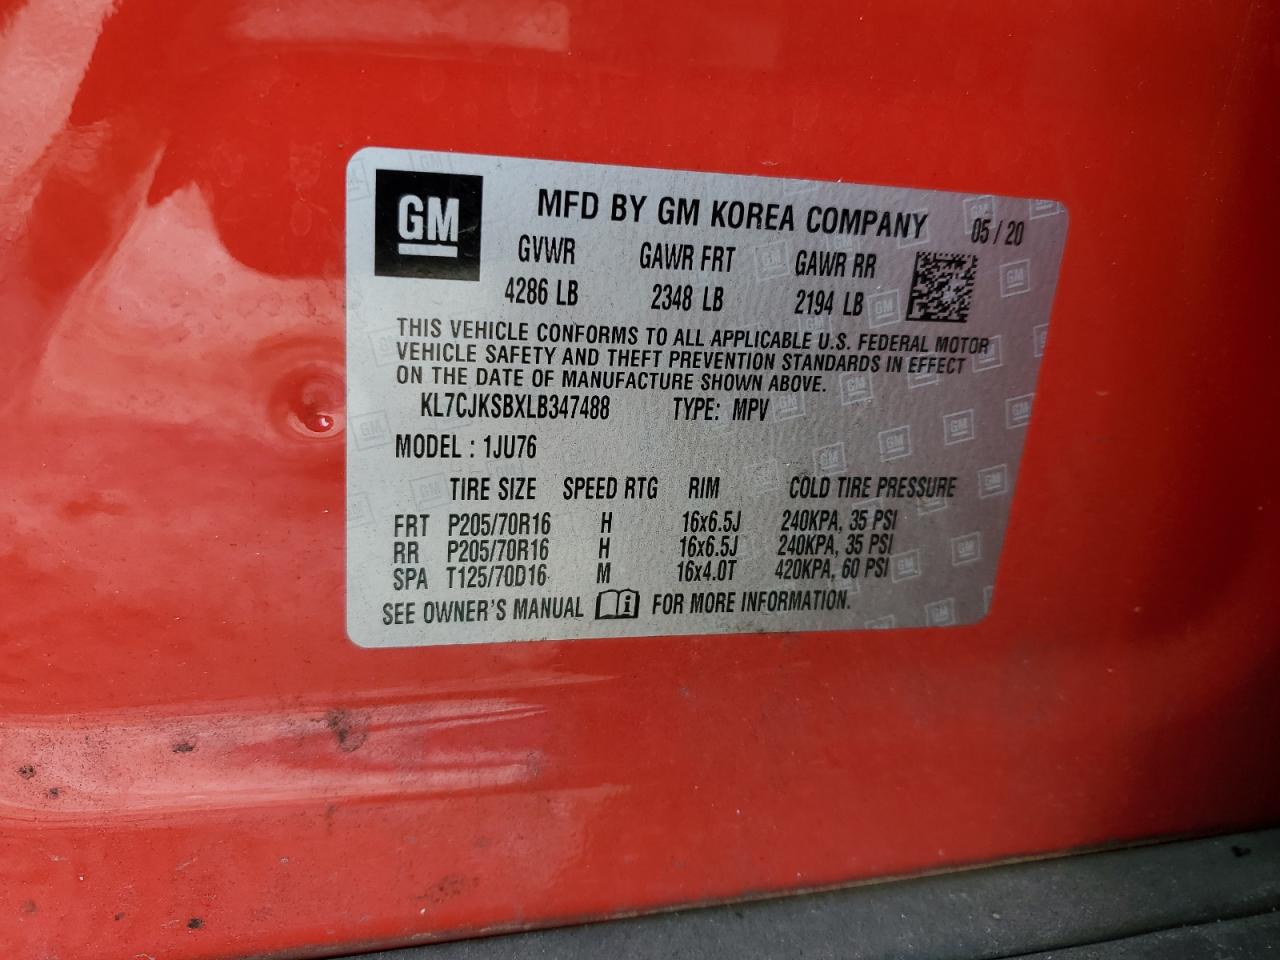 GM
MFD BY GM KOREA COMPANY 05 / 20
GVWR GAWR FRT GAWR RR
4286 LB 2348 LB 2194 LB
THIS VEHICLE CONFORMS TO ALL APPLICABLE U.S. FEDERAL MOTOR
VEHICLE SAFETY AND THEFT PREVENTION STANDARDS IN EFFECT
ON THE DATE OF MANUFACTURE SHOWN ABOVE.
KL7CJKSBXLB347488 TYPE: MPV
MODEL : 1JU76
TIRE SIZE SPEED RTG RIM COLD TIRE PRESSURE
FRT P205/70R16 H 16x6.5J 240KPA, 35 PSI
RR P205/70R16 H 16x6.5J 240KPA, 35 PSI
SPA T125/70D16 M 16x4.0T 420KPA, 60 PSI
SEE OWNER'S MANUAL i FOR MORE INFORMATION.